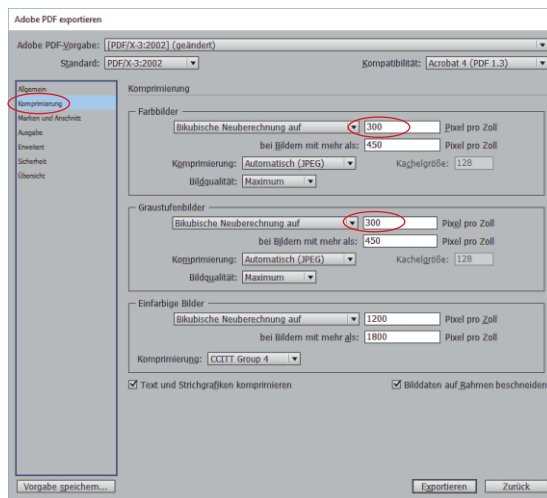 Adobe PDF exportieren
Adobe PDF-Vorgabe: [PDF/X-3:2002] (geändert)
Standard: PDF/X-3:2002 Kompatibilität: Acrobat 4 (PDF 1.3)
Allgemein
Komprimierung
Marken und Anschnitt
Ausgabe
Erweitert
Sicherheit
Übersicht
Komprimierung
Farbbilder
Bikubische Neuberechnung auf 300 Pixel pro Zoll
bei Bildern mit mehr als: 450 Pixel pro Zoll
Komprimierung: Automatisch (JPEG) Kachelgröße: 128
Bildqualität: Maximum
Graustufenbilder
Bikubische Neuberechnung auf 300 Pixel pro Zoll
bei Bildern mit mehr als: 450 Pixel pro Zoll
Komprimierung: Automatisch (JPEG) Kachelgröße: 128
Bildqualität: Maximum
Einfarbige Bilder
Bikubische Neuberechnung auf 1200 Pixel pro Zoll
bei Bildern mit mehr als: 1800 Pixel pro Zoll
Komprimierung: CCITT Group 4
Text und Strichgrafiken komprimieren Bilddaten auf Rahmen beschneiden
Vorgabe speichern... Exportieren Zurück